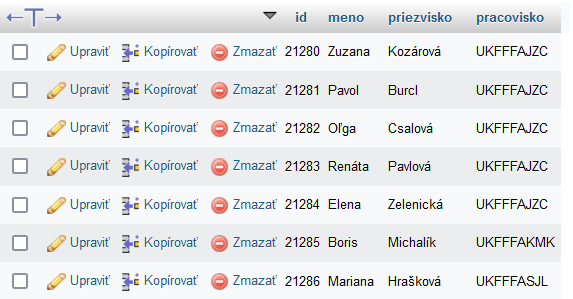 id meno priezvisko pracovisko
Upraviť Kopírovať Zmazať 21280 Zuzana Kozárová UKFFFAJZC
Upraviť Kopírovať Zmazať 21281 Pavol Burcl UKFFFAJZC
Upraviť Kopírovať Zmazať 21282 Oľga Csalová UKFFFAJZC
Upraviť Kopírovať Zmazať 21283 Renáta Pavlová UKFFFAJZC
Upraviť Kopírovať Zmazať 21284 Elena Zelenická UKFFFAJZC
Upraviť Kopírovať Zmazať 21285 Boris Michalík UKFFFAKMK
Upraviť Kopírovať Zmazať 21286 Mariana Hrašková UKFFFASJL